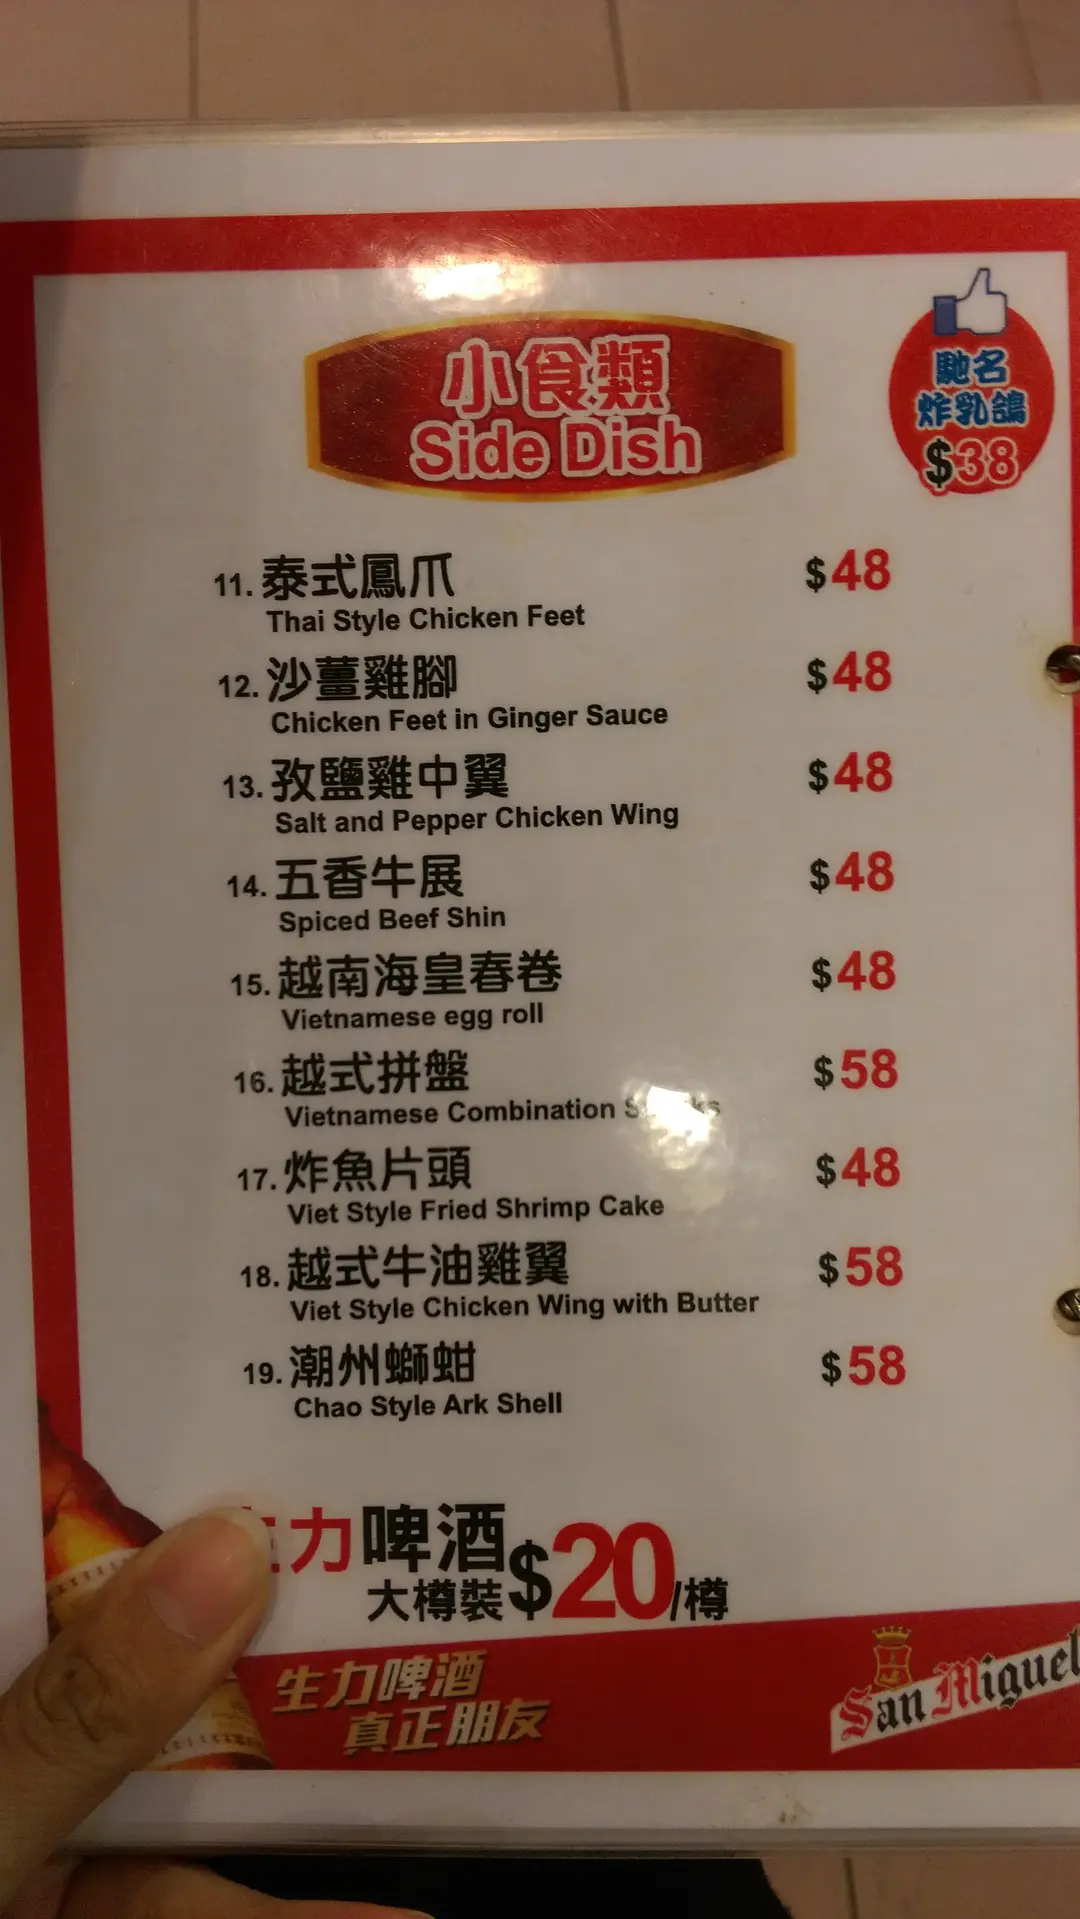 小食類
Side Dish
馳名
炸乳鴿
$38
11. 泰式鳳爪 $48
Thai Style Chicken Feet
12. 沙薑雞腳 $48
Chicken Feet in Ginger Sauce
13. 孜鹽雞中翼 $48
Salt and Pepper Chicken Wing
14. 五香牛展 $48
Spiced Beef Shin
15. 越南海皇春卷 $48
Vietnamese egg roll
16. 越式拼盤 $58
Vietnamese Combination
17. 炸魚片頭 $48
Viet Style Fried Shrimp Cake
18. 越式牛油雞翼 $58
Viet Style Chicken Wing with Butter
19. 潮州螄蚶 $58
Chao Style Ark Shell
生力啤酒
大樽裝 $20/樽
生力啤酒
真正朋友
San Miguel